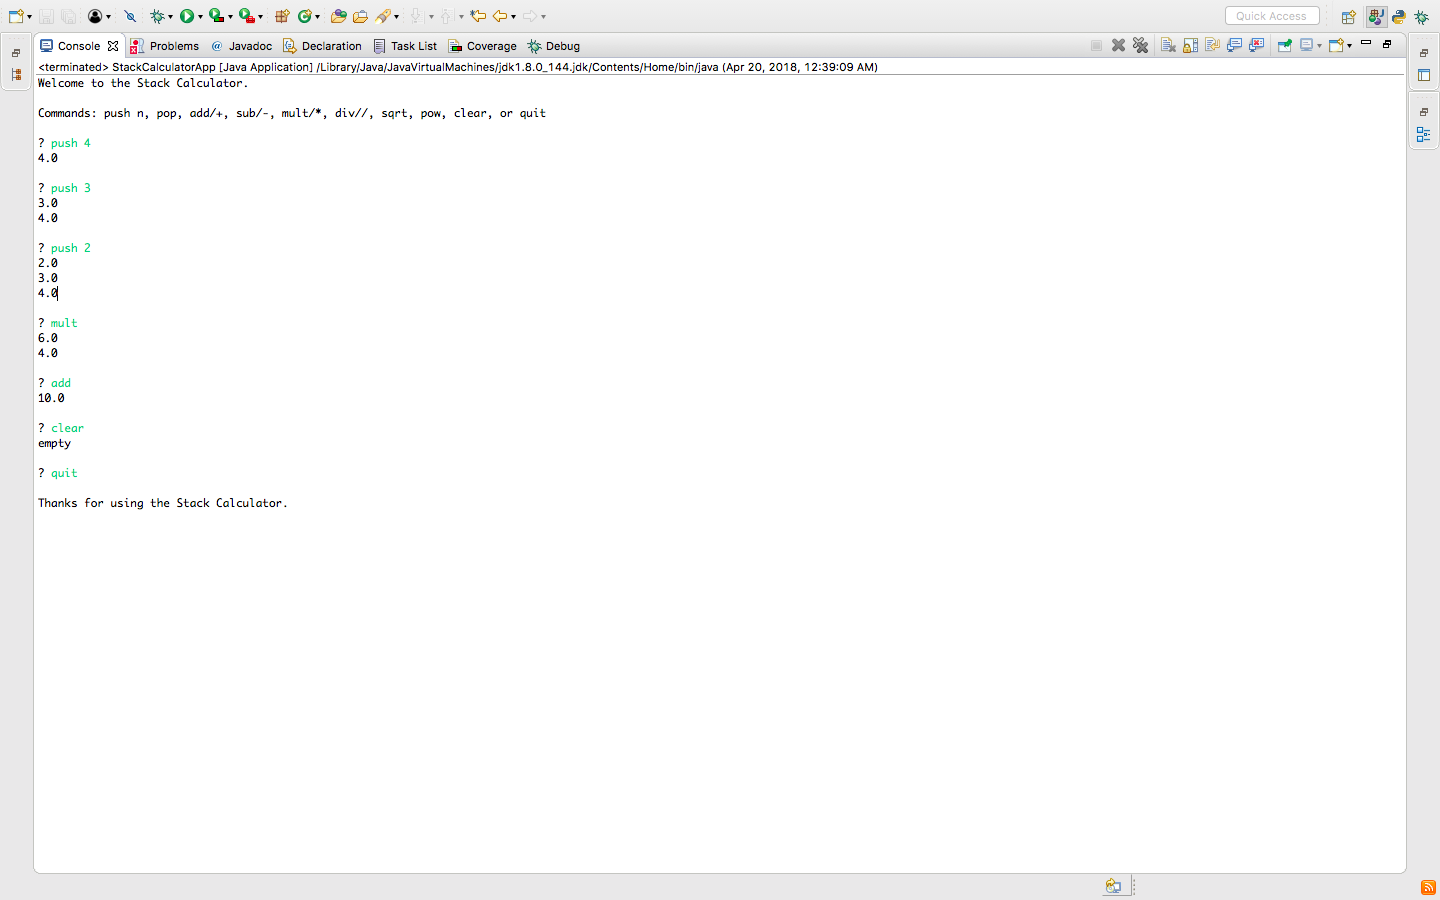 Quick Access
Console Problems @ Javadoc Declaration Task List Coverage Debug
<terminated> StackCalculatorApp [Java Application] /Library/Java/JavaVirtualMachines/jdk1.8.0_144.jdk/Contents/Home/bin/java (Apr 20, 2018, 12:39:09 AM)
Welcome to the Stack Calculator.
Commands: push n, pop, add/+, sub/-, mult/*, div//, sqrt, pow, clear, or quit
? push 4
4.0
? push 3
3.0
4.0
? push 2
2.0
3.0
4.0
? mult
6.0
4.0
? add
10.0
? clear
empty
? quit
Thanks for using the Stack Calculator.